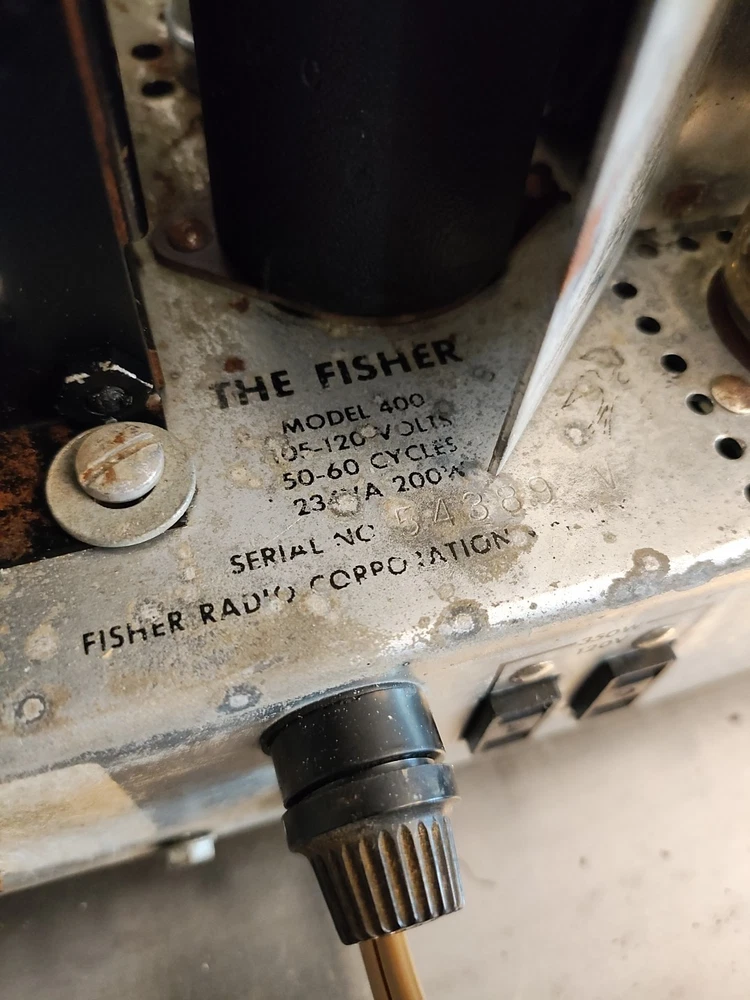 THE FISHER
MODEL 400
105-120 VOLTS
50-60 CYCLES
234VA 200W
SERIAL NO 54389 V
FISHER RADIO CORPORATION